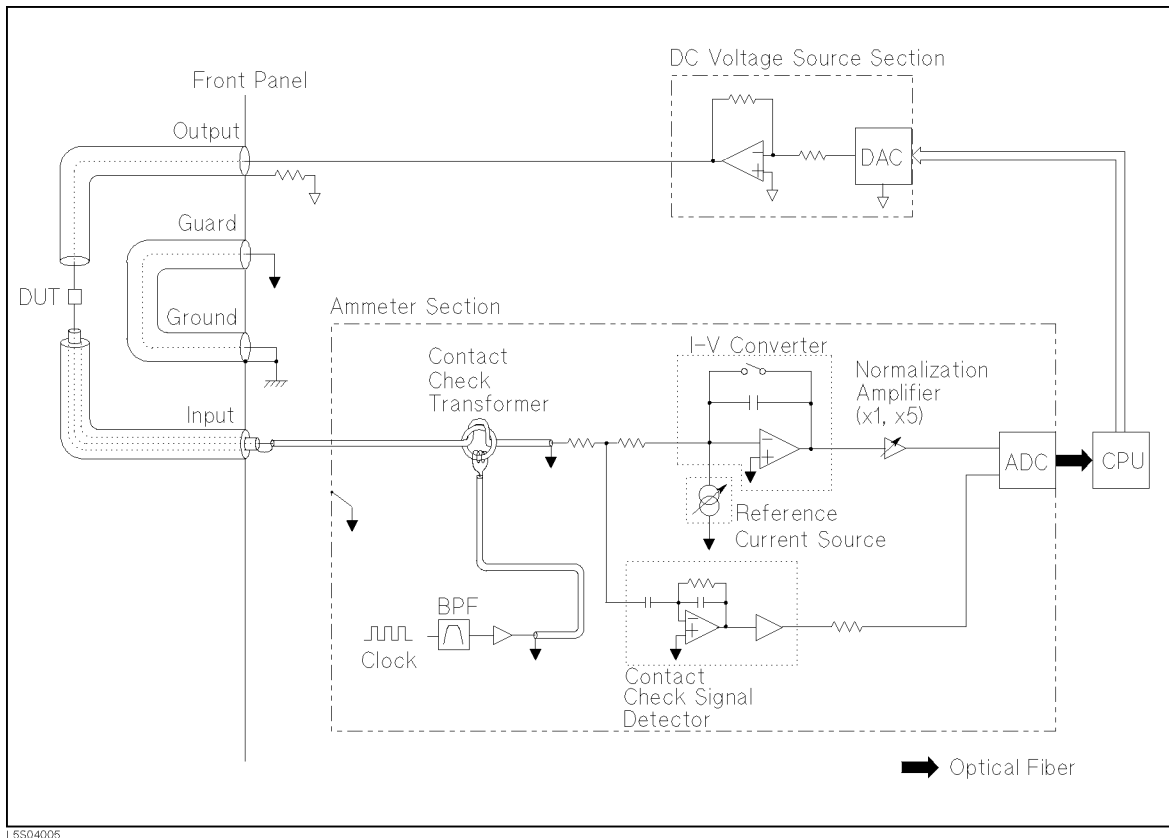 DC Voltage Source Section
Front Panel
Output
DAC
Guard
DUT
Ground
Ammeter Section
Contact
Check
Transformer
I-V Converter
Normalization
Amplifier
(x1, x5)
Input
ADC
CPU
Reference
Current Source
BPF
Clock
Contact
Check Signal
Detector
Optical Fiber
L5S04005